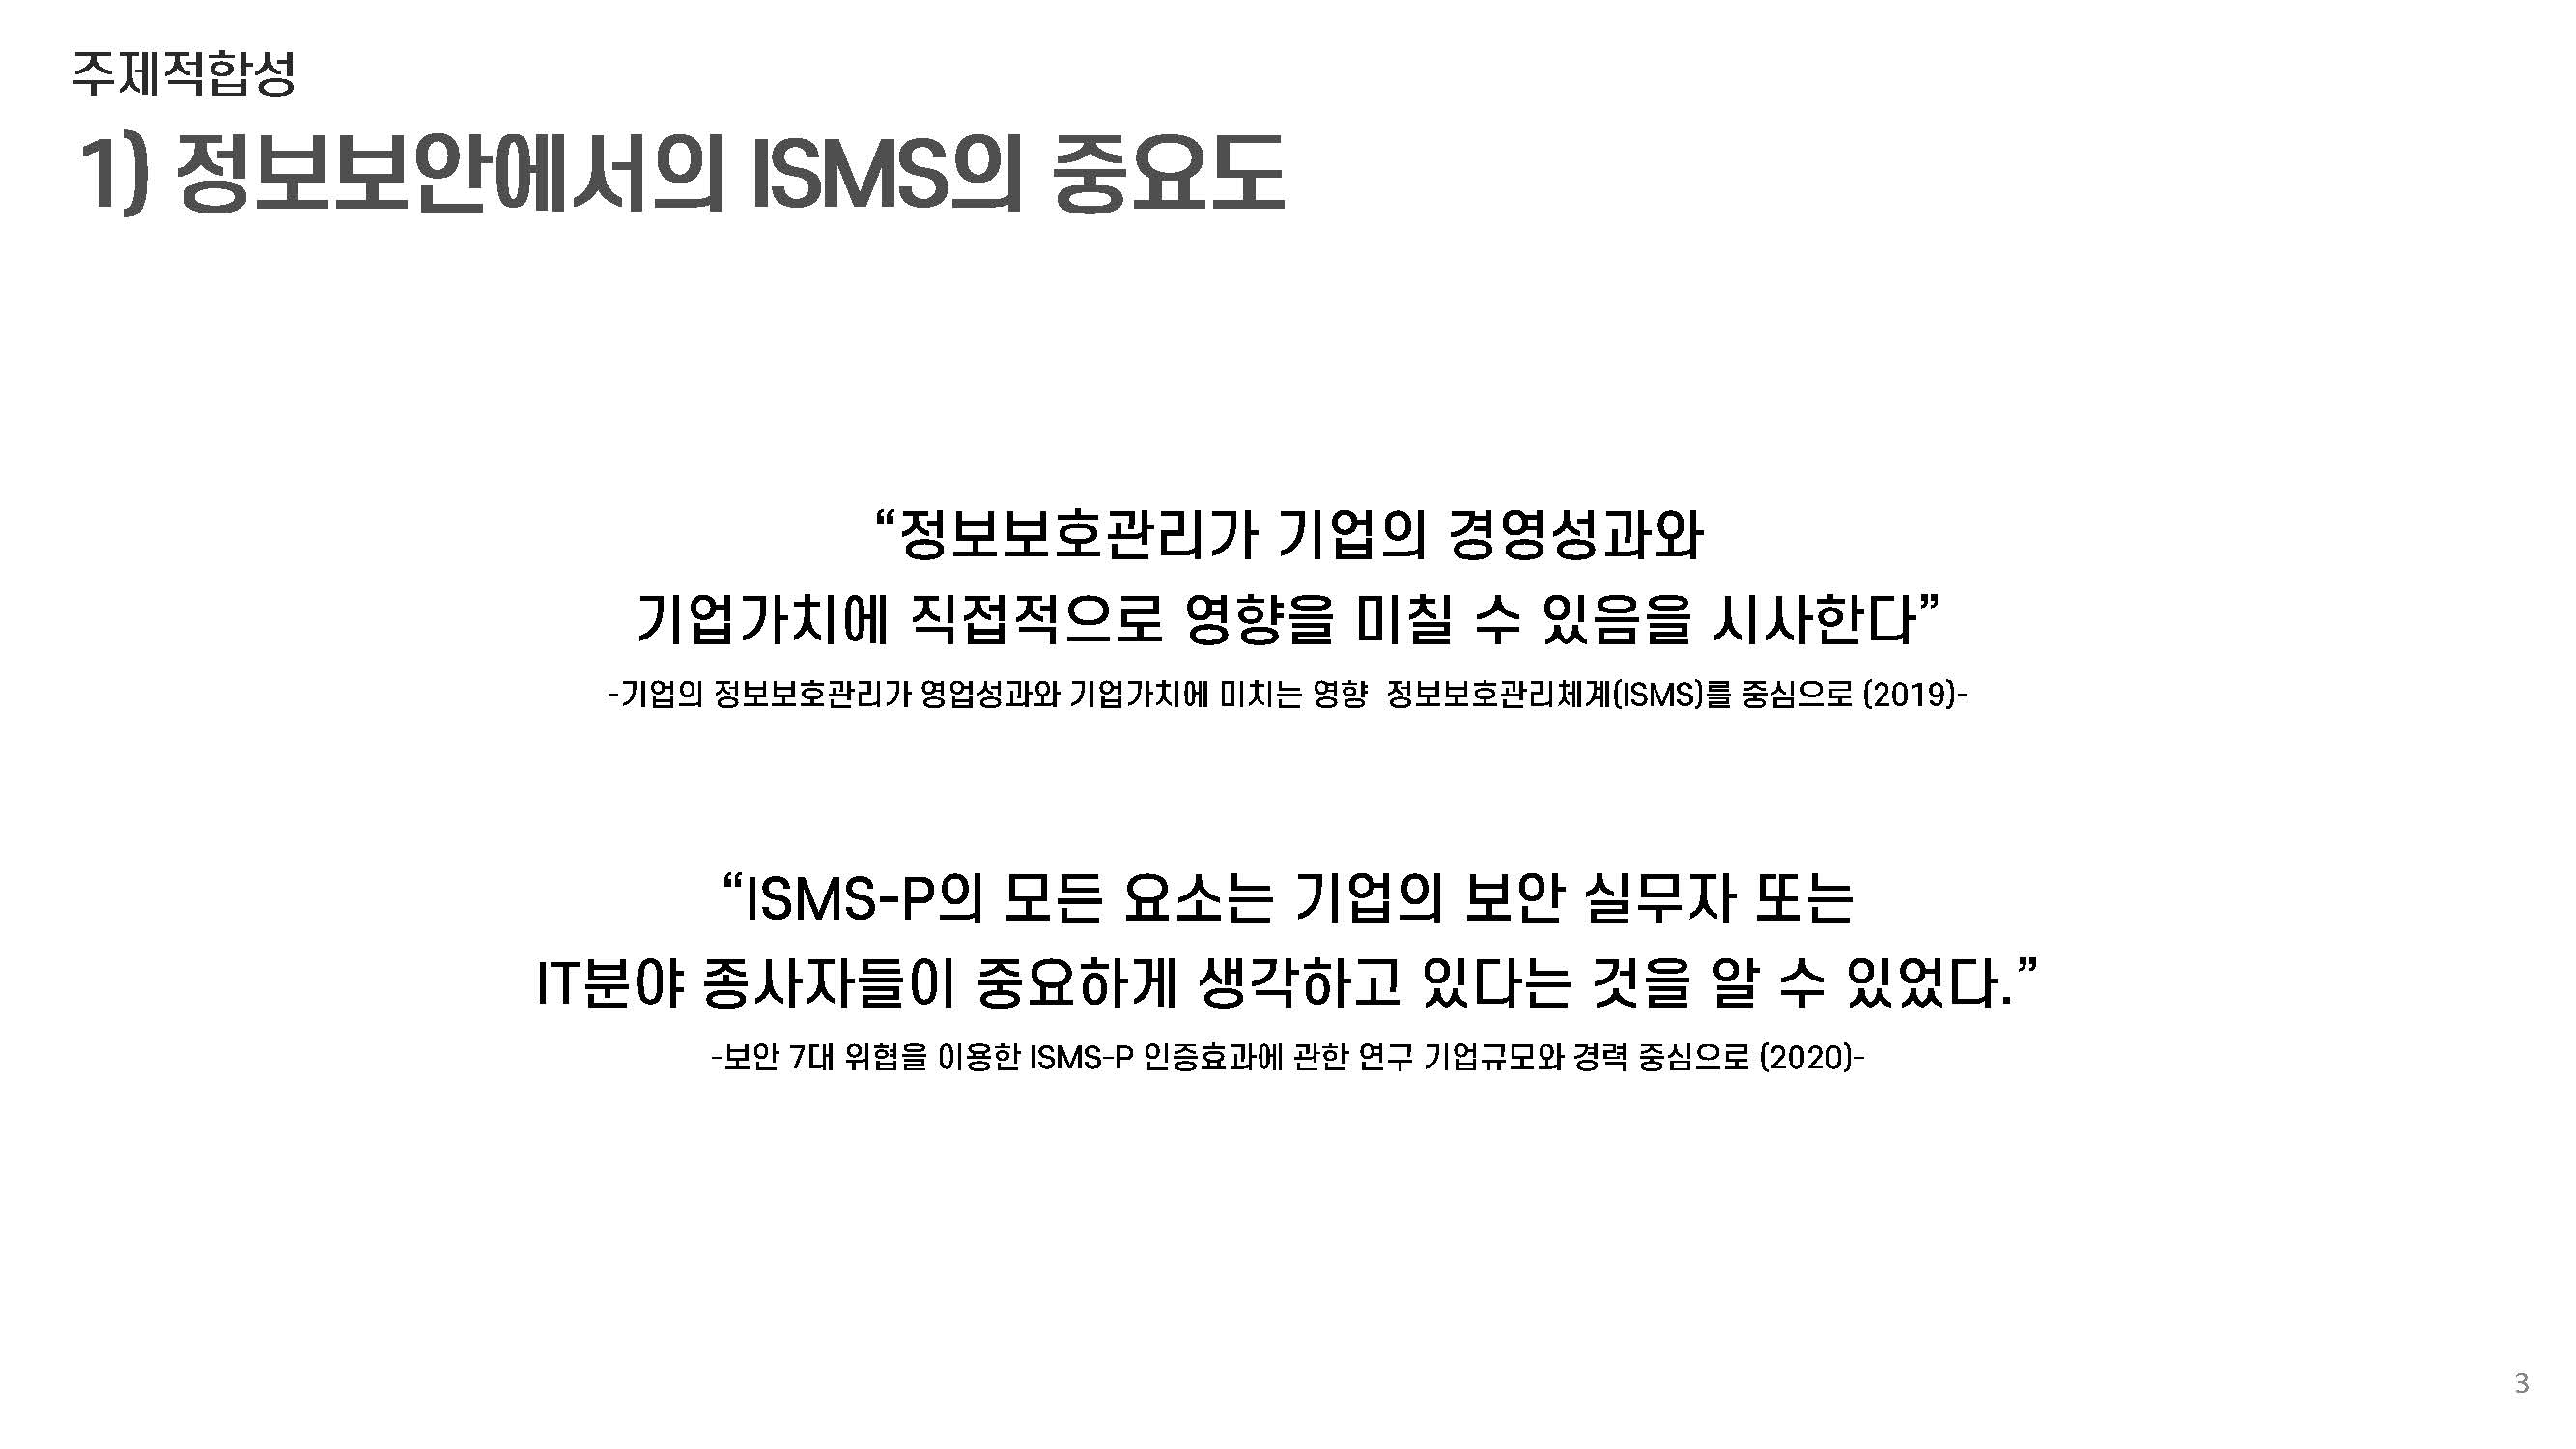 주제적합성
1) 정보보안에서의 ISMS의 중요도
“정보보호관리가 기업의 경영성과와
기업가치에 직접적으로 영향을 미칠 수 있음을 시사한다”
-기업의 정보보호관리가 영업성과와 기업가치에 미치는 영향 정보보호관리체계(ISMS)를 중심으로 (2019)-
“ISMS-P의 모든 요소는 기업의 보안 실무자 또는
IT분야 종사자들이 중요하게 생각하고 있다는 것을 알 수 있었다.”
-보안 7대 위협을 이용한 ISMS-P 인증효과에 관한 연구 기업규모와 경력 중심으로 (2020)-
3